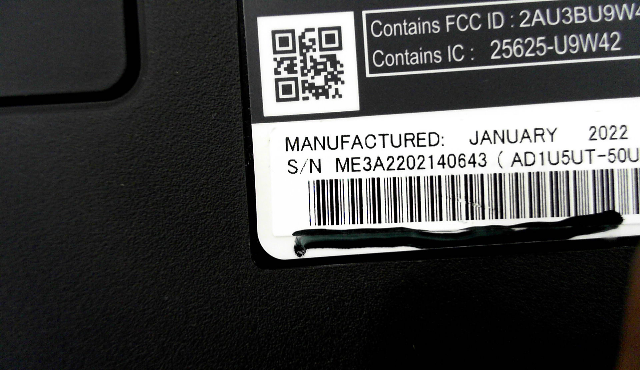 Contains FCC ID : 2AU3BU9W4
Contains IC : 25625-U9W42
MANUFACTURED: JANUARY 2022
S/N ME3A2202140643 ( AD1U5UT-50U